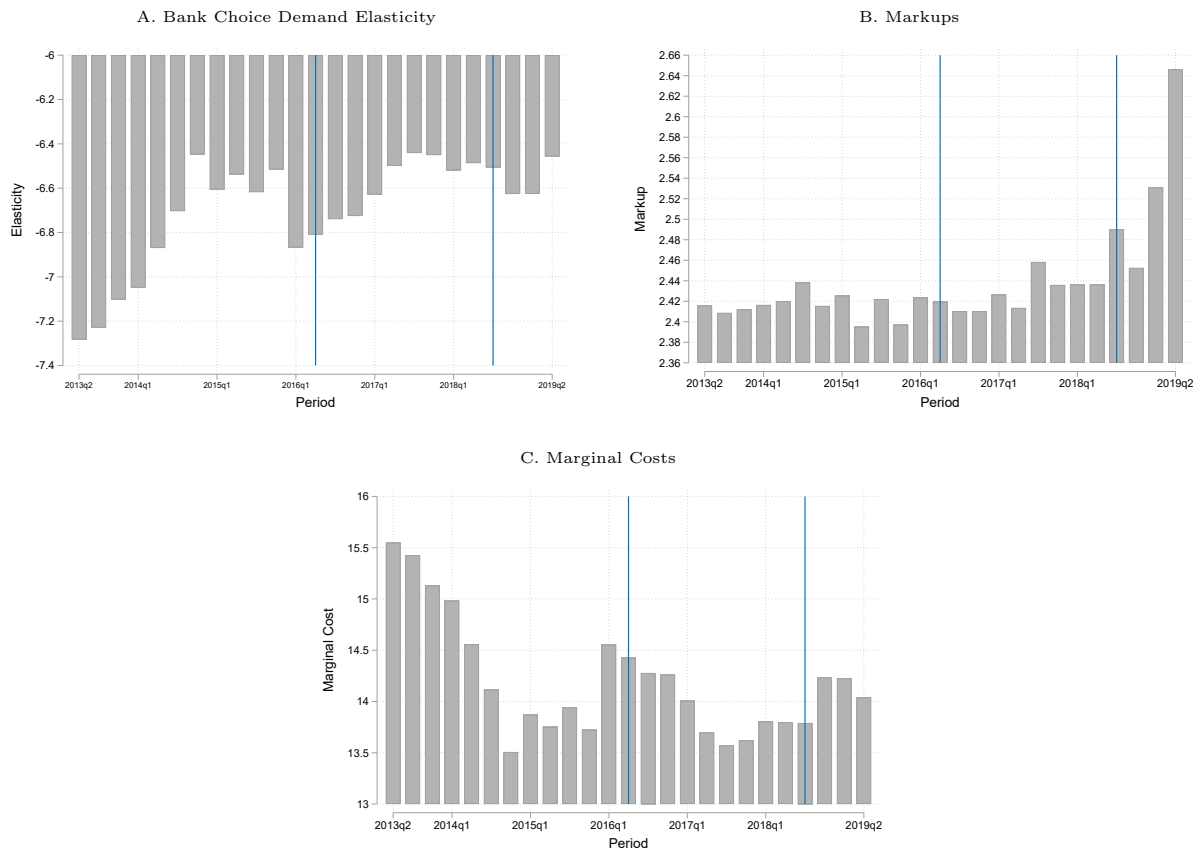 A. Bank Choice Demand Elasticity
-6
-6.2
-6.4
-6.6
-6.8
-7
-7.2
-7.4
Elasticity
2013q2 2014q1 2015q1 2016q1 2017q1 2018q1 2019q2
Period
B. Markups
2.66
2.64
2.62
2.6
2.58
2.56
2.54
2.52
2.5
2.48
2.46
2.44
2.42
2.4
2.38
2.36
Markup
2013q2 2014q1 2015q1 2016q1 2017q1 2018q1 2019q2
Period
C. Marginal Costs
16
15.5
15
14.5
14
13.5
13
Marginal Cost
2013q2 2014q1 2015q1 2016q1 2017q1 2018q1 2019q2
Period